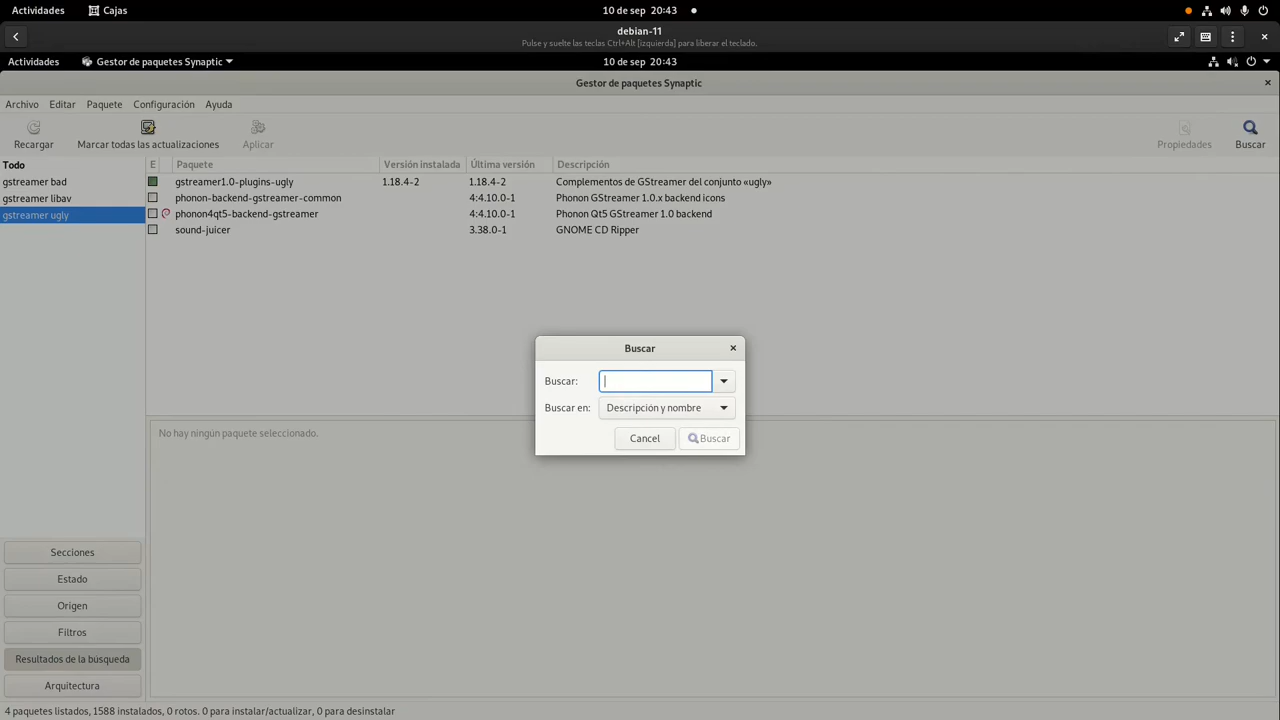 Actividades Cajas 10 de sep 20:43
debian-11
Pulse y suelte las teclas Ctrl+Alt [izquierda] para liberar el teclado.
Actividades Gestor de paquetes Synaptic 10 de sep 20:43
Gestor de paquetes Synaptic
Archivo Editar Paquete Configuración Ayuda
Recargar Marcar todas las actualizaciones Aplicar Propiedades Buscar
Todo
gstreamer bad
gstreamer libav
gstreamer ugly
E Paquete Versión instalada Última versión Descripción
gstreamer1.0-plugins-ugly 1.18.4-2 1.18.4-2 Complementos de GStreamer del conjunto «ugly»
phonon-backend-gstreamer-common 4:4.10.0-1 Phonon GStreamer 1.0.x backend icons
phonon4qt5-backend-gstreamer 4:4.10.0-1 Phonon Qt5 GStreamer 1.0 backend
sound-juicer 3.38.0-1 GNOME CD Ripper
Buscar
Buscar:
Buscar en: Descripción y nombre
Cancel Buscar
No hay ningún paquete seleccionado.
Secciones
Estado
Origen
Filtros
Resultados de la búsqueda
Arquitectura
4 paquetes listados, 1588 instalados, 0 rotos. 0 para instalar/actualizar, 0 para desinstalar